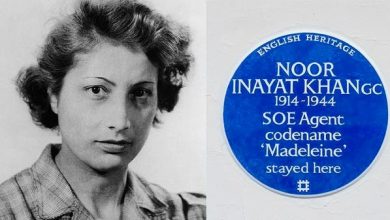 ENGLISH HERITAGE
NOOR
INAYAT KHAN GC
1914-1944
SOE Agent
codename
'Madeleine'
stayed here